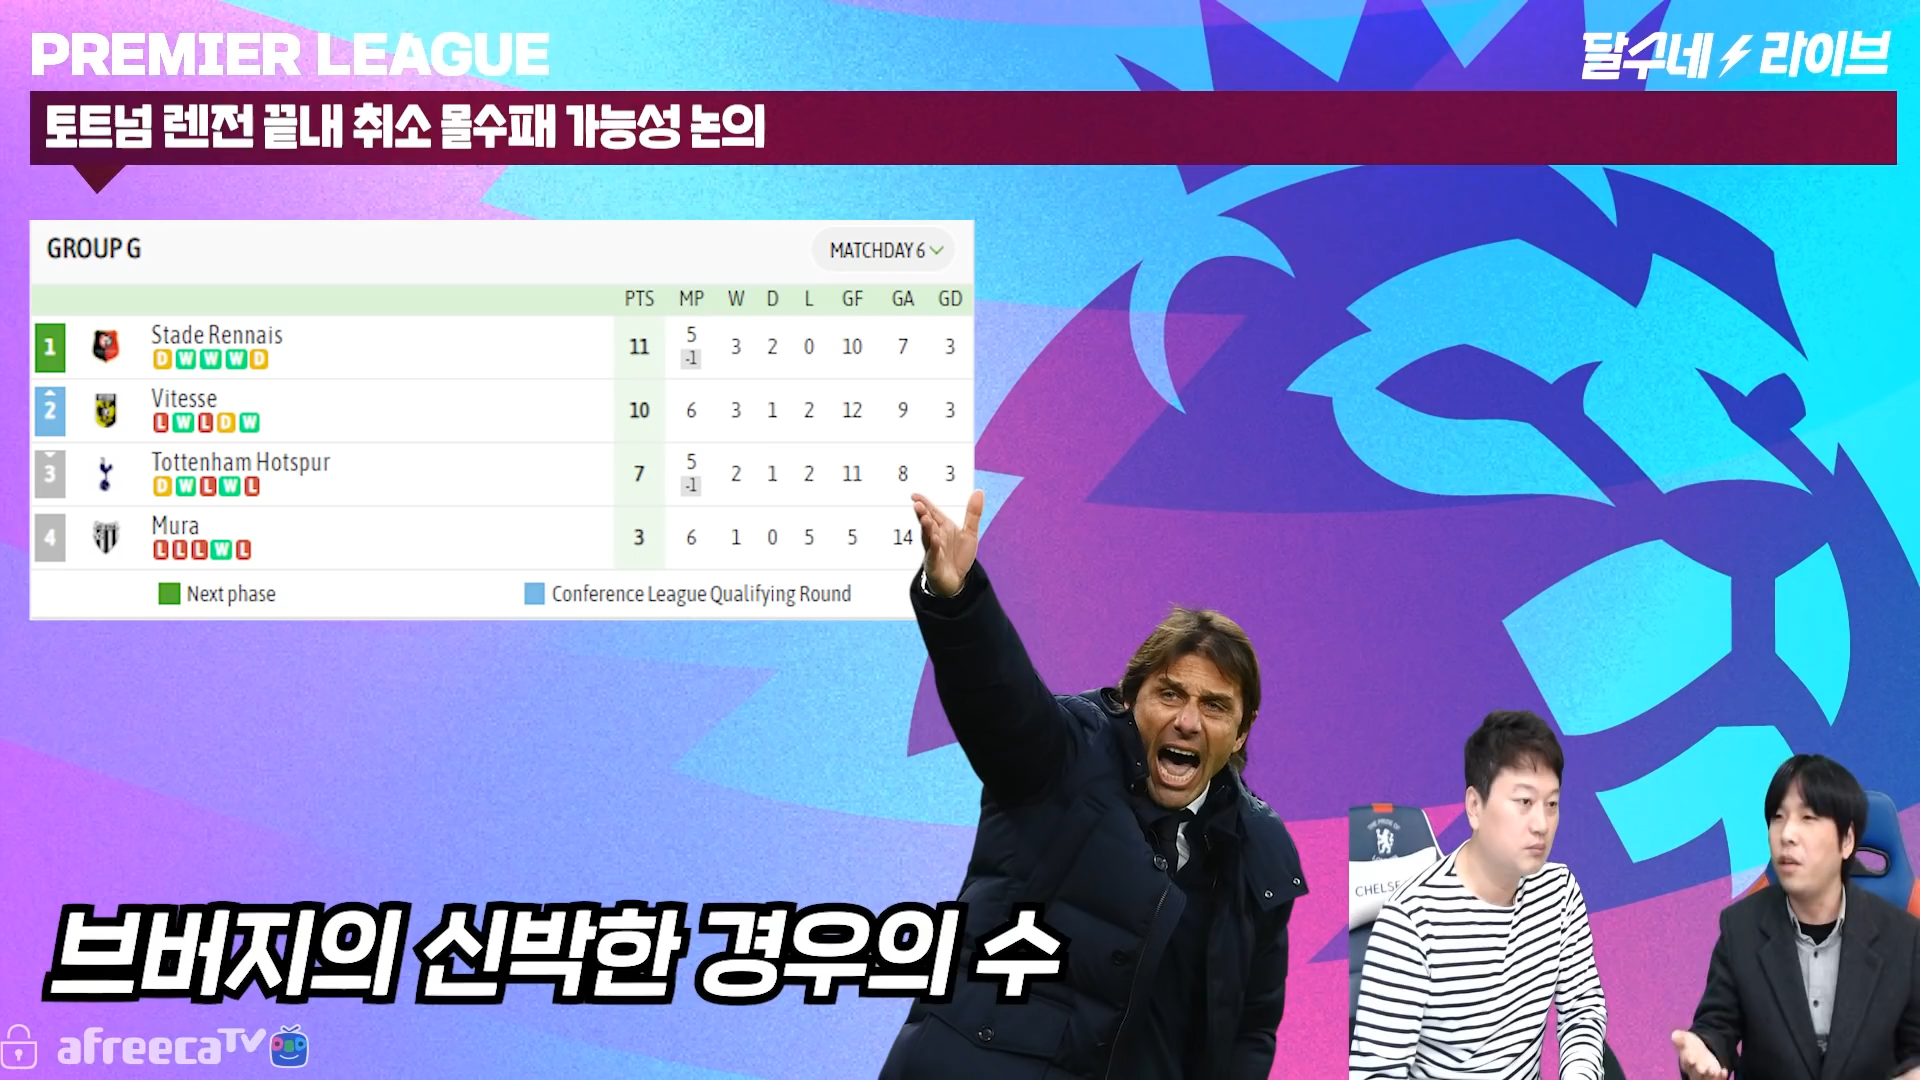 PREMIER LEAGUE
달수네 라이브
토트넘 렌전 끝내 취소 몰수패 가능성 논의
GROUP G
MATCHDAY 6
PTS MP W D L GF GA GD
1 Stade Rennais 11 5 3 2 0 10 7 3
D W W W D -1
2 Vitesse 10 6 3 1 2 12 9 3
L W L D W
3 Tottenham Hotspur 7 5 2 1 2 11 8 3
D W L W L -1
4 Mura 3 6 1 0 5 5 14
L L L W L
Next phase Conference League Qualifying Round
브버지의 신박한 경우의 수
afreecaTV